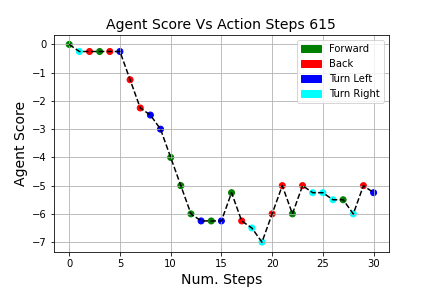 Agent Score Vs Action Steps 615
Forward
Back
Turn Left
Turn Right
0
−1
−2
−3
−4
−5
−6
−7
Agent Score
0 5 10 15 20 25 30
Num. Steps